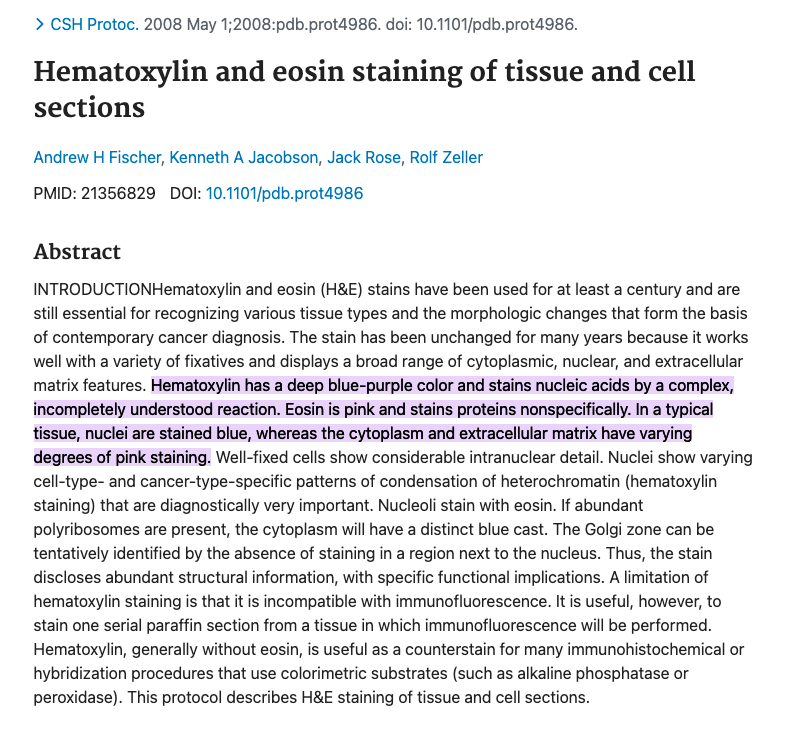 > CSH Protoc. 2008 May 1;2008:pdb.prot4986. doi: 10.1101/pdb.prot4986.
Hematoxylin and eosin staining of tissue and cell
sections
Andrew H Fischer, Kenneth A Jacobson, Jack Rose, Rolf Zeller
PMID: 21356829 DOI: 10.1101/pdb.prot4986
Abstract
INTRODUCTIONHematoxylin and eosin (H&E) stains have been used for at least a century and are
still essential for recognizing various tissue types and the morphologic changes that form the basis
of contemporary cancer diagnosis. The stain has been unchanged for many years because it works
well with a variety of fixatives and displays a broad range of cytoplasmic, nuclear, and extracellular
matrix features. Hematoxylin has a deep blue-purple color and stains nucleic acids by a complex,
incompletely understood reaction. Eosin is pink and stains proteins nonspecifically. In a typical
tissue, nuclei are stained blue, whereas the cytoplasm and extracellular matrix have varying
degrees of pink staining. Well-fixed cells show considerable intranuclear detail. Nuclei show varying
cell-type- and cancer-type-specific patterns of condensation of heterochromatin (hematoxylin
staining) that are diagnostically very important. Nucleoli stain with eosin. If abundant
polyribosomes are present, the cytoplasm will have a distinct blue cast. The Golgi zone can be
tentatively identified by the absence of staining in a region next to the nucleus. Thus, the stain
discloses abundant structural information, with specific functional implications. A limitation of
hematoxylin staining is that it is incompatible with immunofluorescence. It is useful, however, to
stain one serial paraffin section from a tissue in which immunofluorescence will be performed.
Hematoxylin, generally without eosin, is useful as a counterstain for many immunohistochemical or
hybridization procedures that use colorimetric substrates (such as alkaline phosphatase or
peroxidase). This protocol describes H&E staining of tissue and cell sections.